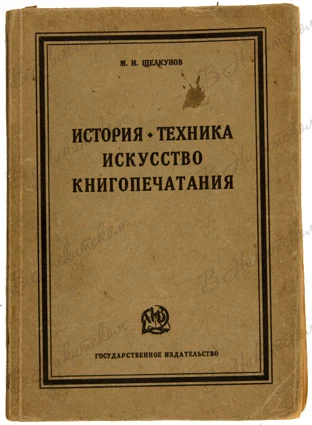 М. И. ЩЕЛКУНОВ
ИСТОРИЯ • ТЕХНИКА
ИСКУССТВО
КНИГОПЕЧАТАНИЯ
ГОСУДАРСТВЕННОЕ ИЗДАТЕЛЬСТВО